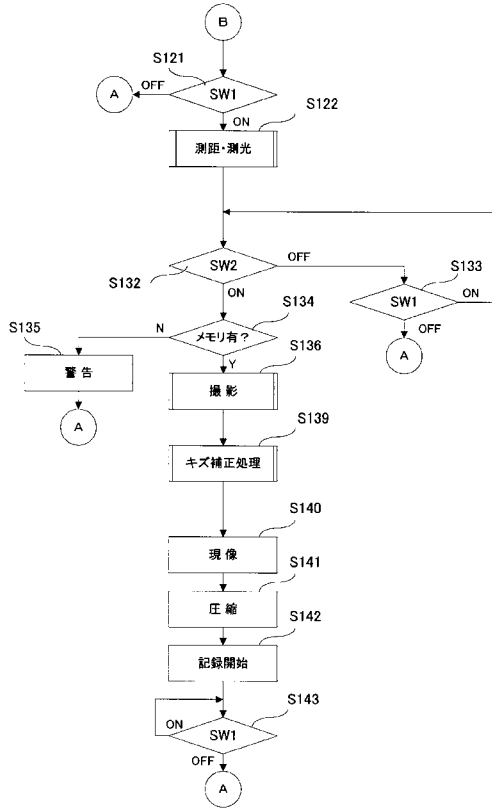 B
S121
OFF
A
SW1
ON
S122
測距・測光
SW2
OFF
S132
ON
S133
SW1
ON
OFF
A
S134
N
メモリ有?
Y
S135
警告
A
S136
撮影
S139
キズ補正処理
S140
現像
S141
圧縮
S142
記録開始
S143
ON
SW1
OFF
A